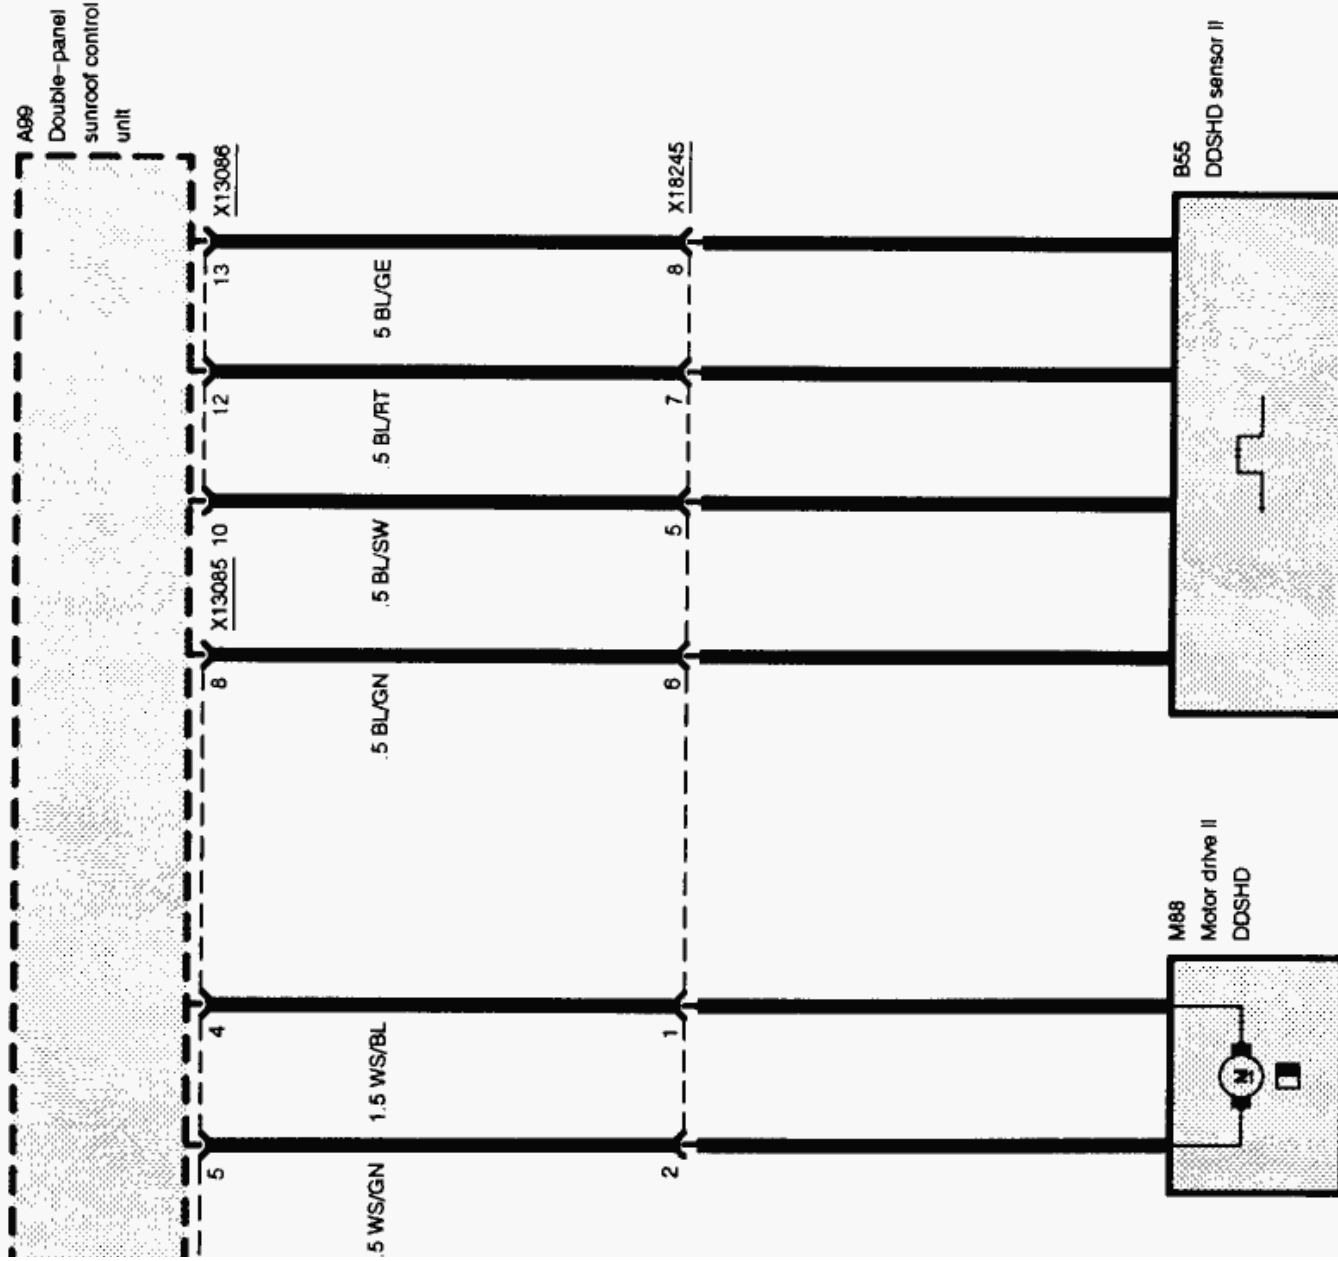 A99
Double-panel
sunroof control
unit
X13086
X18245
B55
DDSHD sensor II
13
5 BL/GE
8
12
.5 BL/RT
7
10
.5 BL/SW
5
X13085
8
.5 BL/GN
6
M88
Motor drive II
DDSHD
4
1.5 WS/BL
1
M
5
.5 WS/GN
2